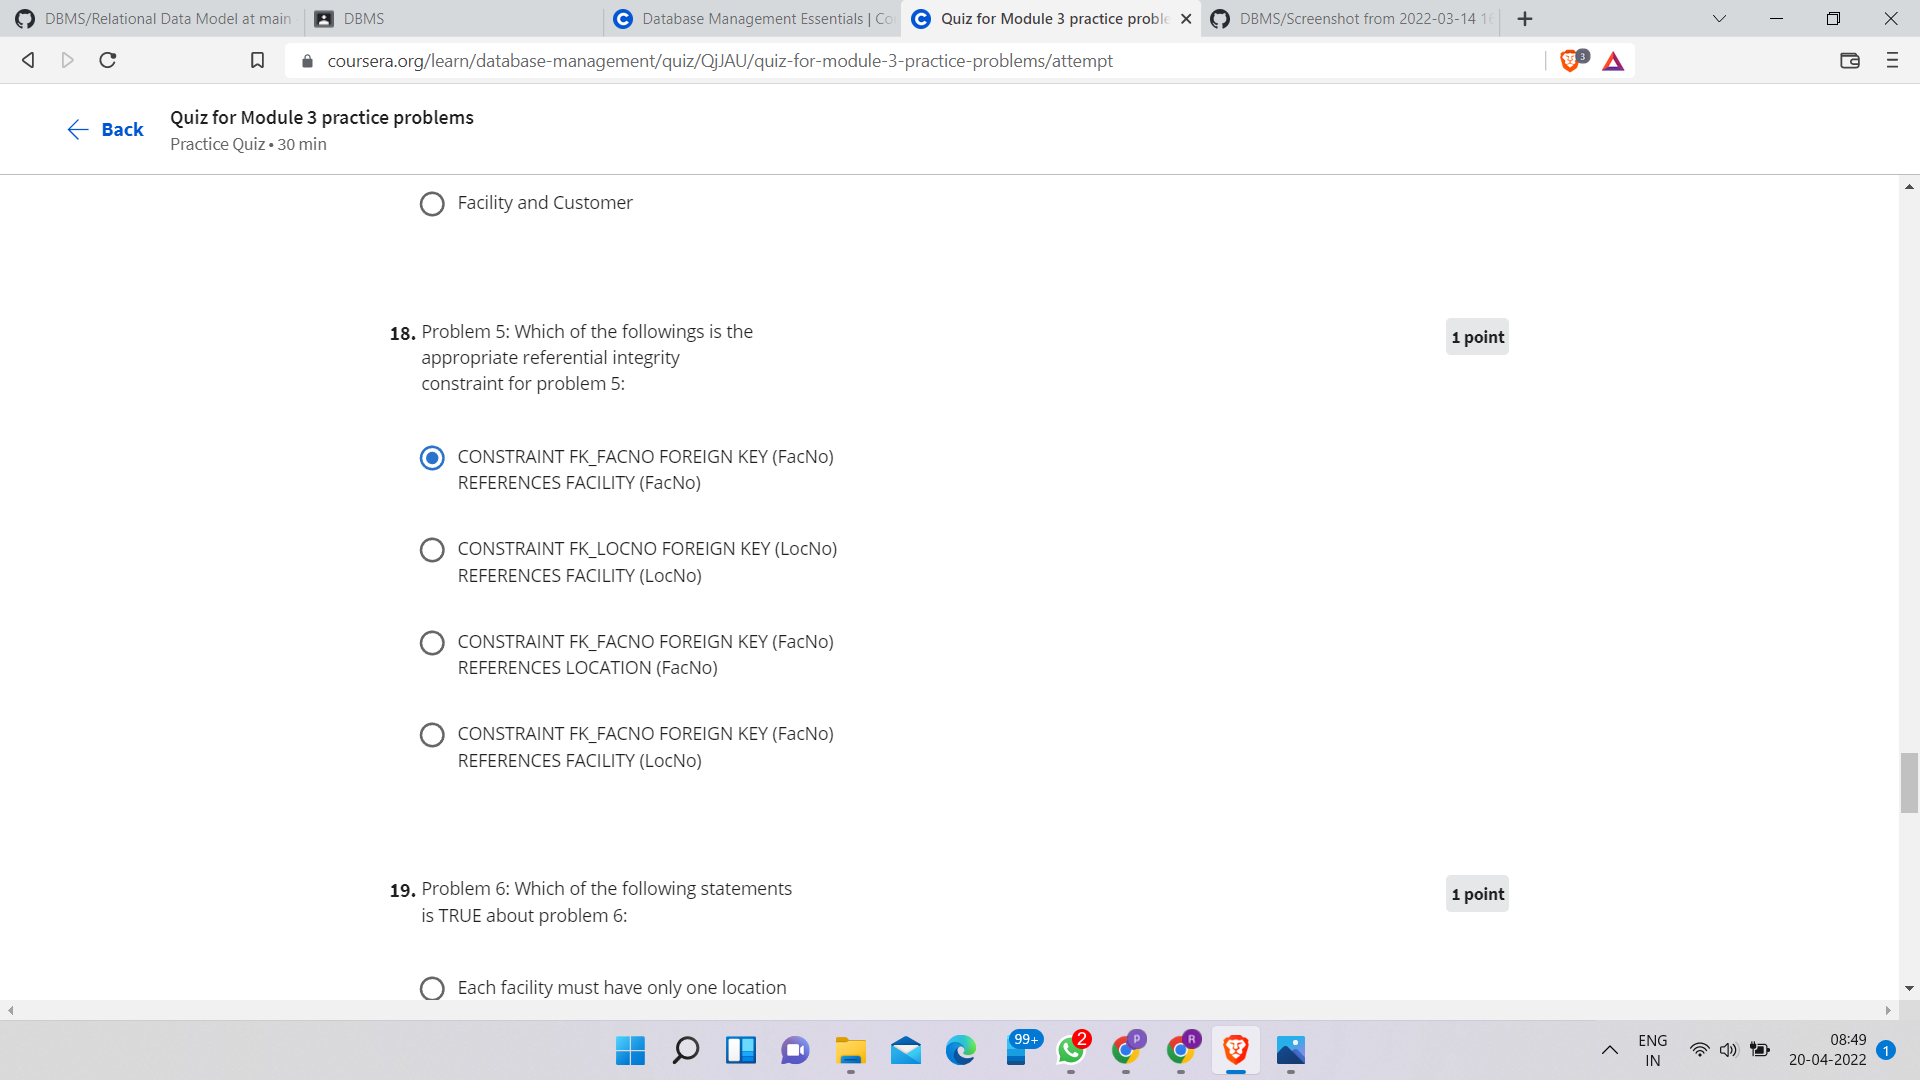 DBMS/Relational Data Model at main
DBMS
Database Management Essentials | Co
Quiz for Module 3 practice proble
DBMS/Screenshot from 2022-03-14 1
coursera.org/learn/database-management/quiz/QjJAU/quiz-for-module-3-practice-problems/attempt
3
Back
Quiz for Module 3 practice problems
Practice Quiz • 30 min
Facility and Customer
18. Problem 5: Which of the followings is the
appropriate referential integrity
constraint for problem 5:
1 point
CONSTRAINT FK_FACNO FOREIGN KEY (FacNo)
REFERENCES FACILITY (FacNo)
CONSTRAINT FK_LOCNO FOREIGN KEY (LocNo)
REFERENCES FACILITY (LocNo)
CONSTRAINT FK_FACNO FOREIGN KEY (FacNo)
REFERENCES LOCATION (FacNo)
CONSTRAINT FK_FACNO FOREIGN KEY (FacNo)
REFERENCES FACILITY (LocNo)
19. Problem 6: Which of the following statements
is TRUE about problem 6:
1 point
Each facility must have only one location
99+
2
P
R
ENG
IN
08:49
20-04-2022
1